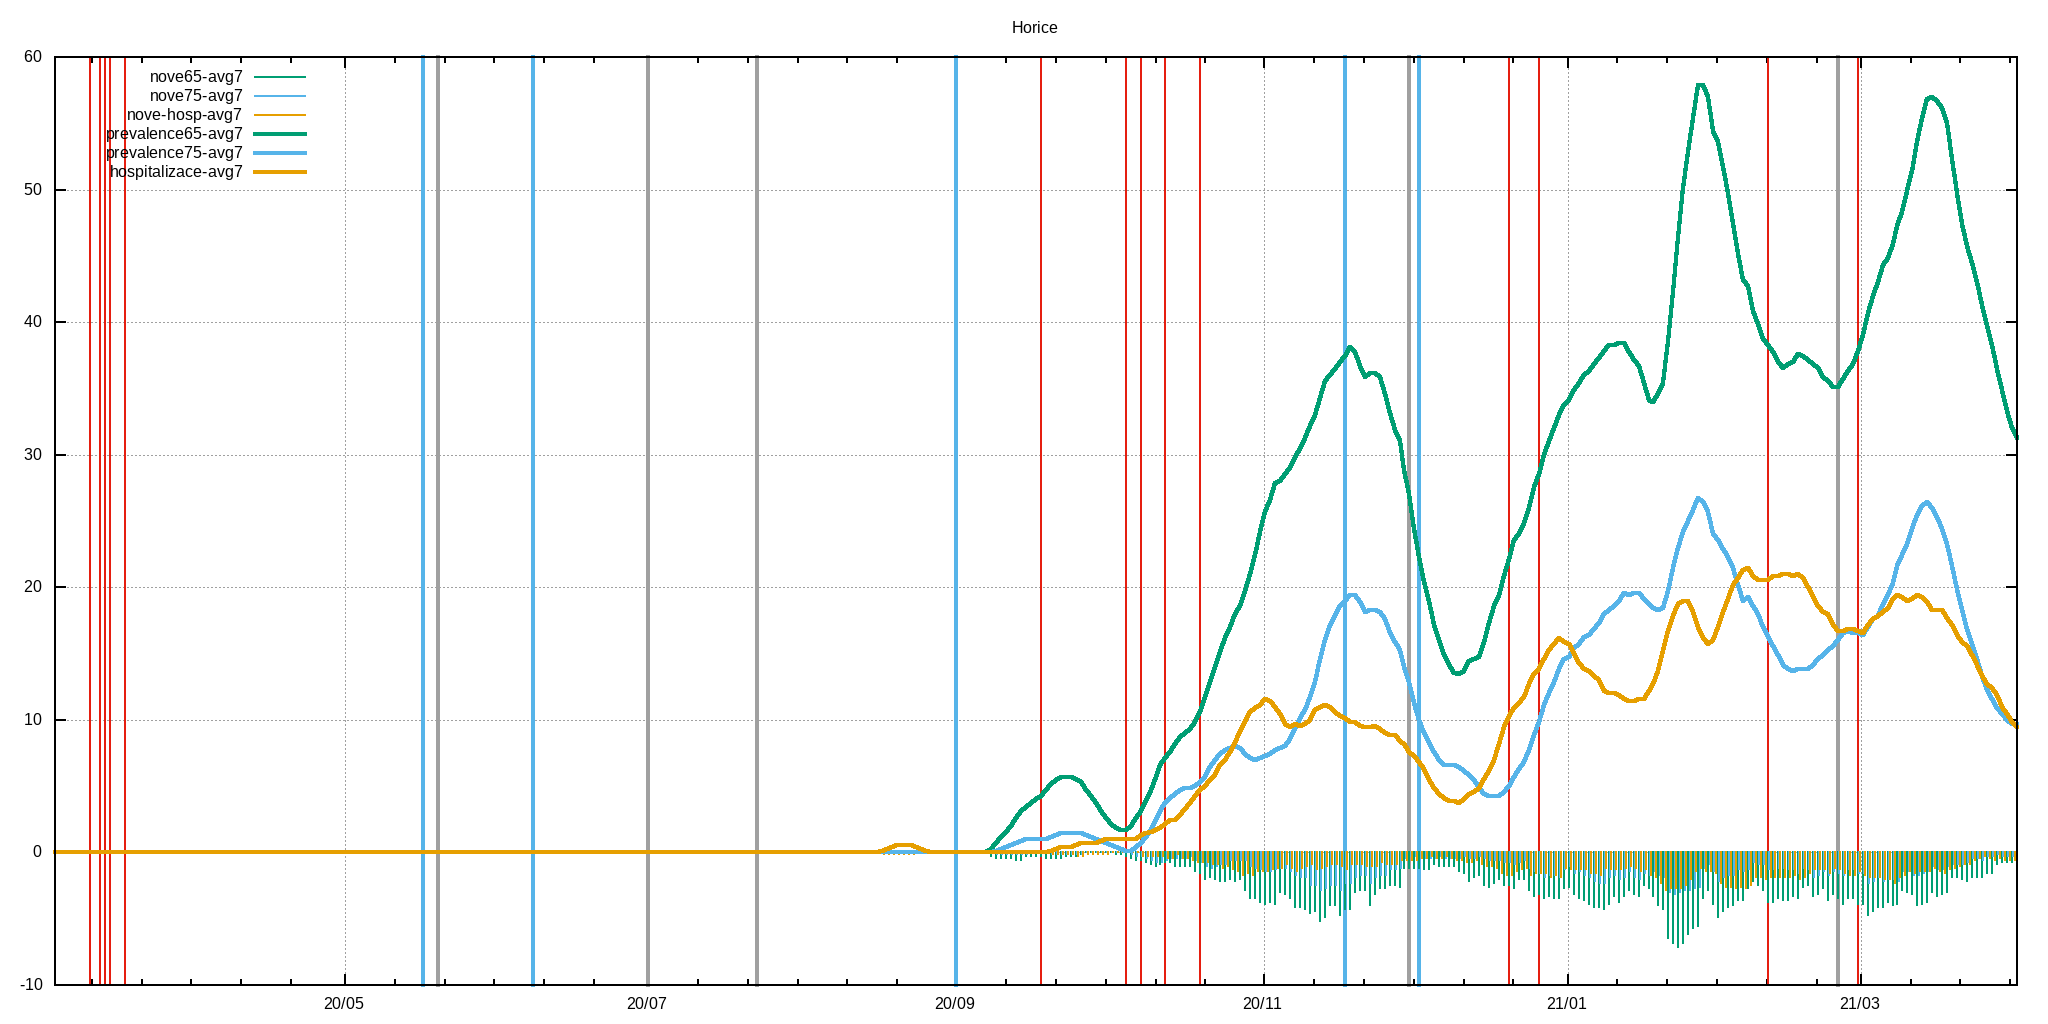 Horice
60
50
40
30
20
10
0
-10
nove65-avg7
nove75-avg7
nove-hosp-avg7
prevalence65-avg7
prevalence75-avg7
hospitalizace-avg7
20/05
20/07
20/09
20/11
21/01
21/03